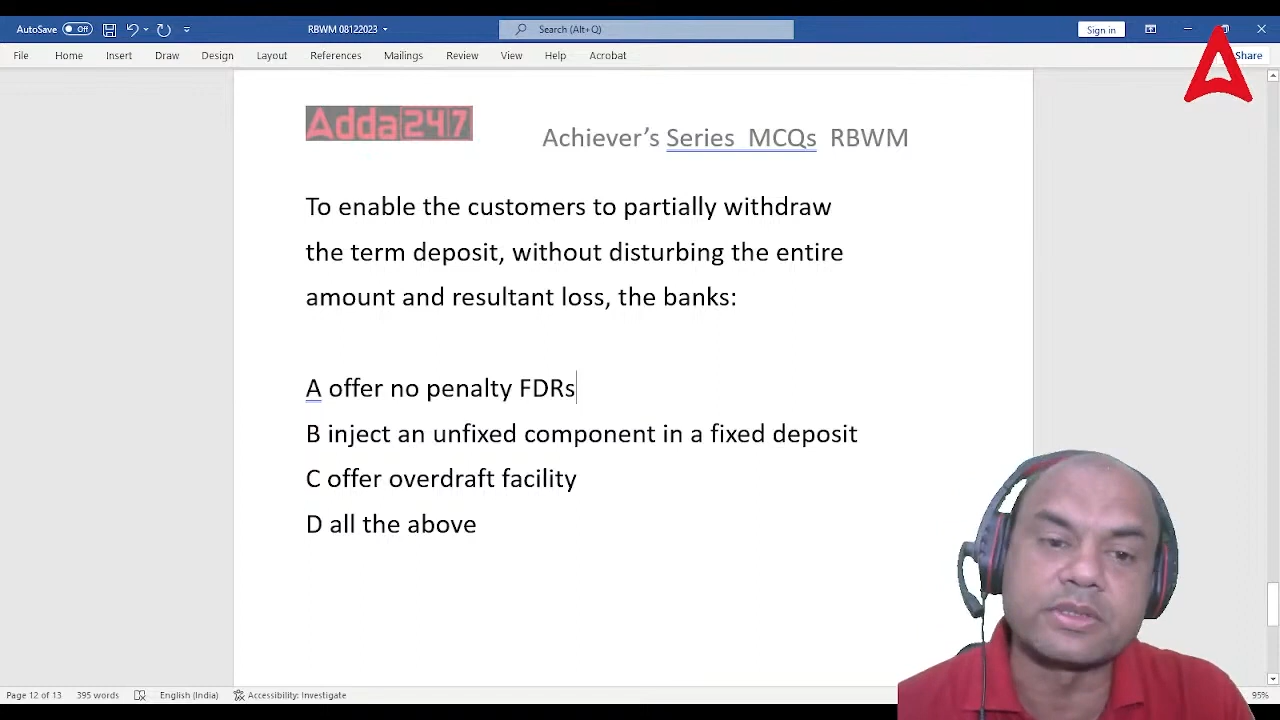 AutoSave Off RBWM 08122023 Search (Alt+Q) Sign in
File Home Insert Draw Design Layout References Mailings Review View Help Acrobat Share
Adda247
Achiever's Series MCQs RBWM
To enable the customers to partially withdraw
the term deposit, without disturbing the entire
amount and resultant loss, the banks:
A offer no penalty FDRs
B inject an unfixed component in a fixed deposit
C offer overdraft facility
D all the above
Page 12 of 13 395 words English (India) Accessibility: Investigate 95%